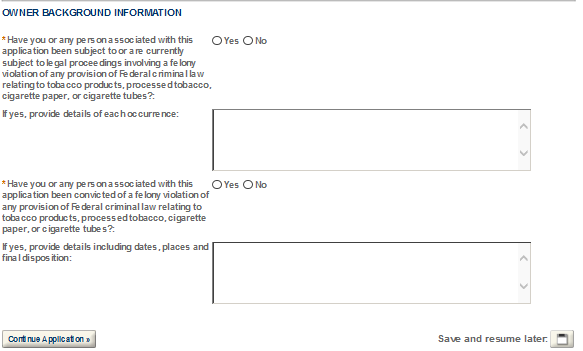 OWNER BACKGROUND INFORMATION
* Have you or any person associated with this
application been subject to or are currently
subject to legal proceedings involving a felony
violation of any provision of Federal criminal law
relating to tobacco products, processed tobacco,
cigarette paper, or cigarette tubes?:
Yes No
If yes, provide details of each occurrence:
* Have you or any person associated with this
application been convicted of a felony violation of
any provision of Federal criminal law relating to
tobacco products, processed tobacco, cigarette
paper, or cigarette tubes?:
Yes No
If yes, provide details including dates, places and
final disposition:
Continue Application »
Save and resume later: